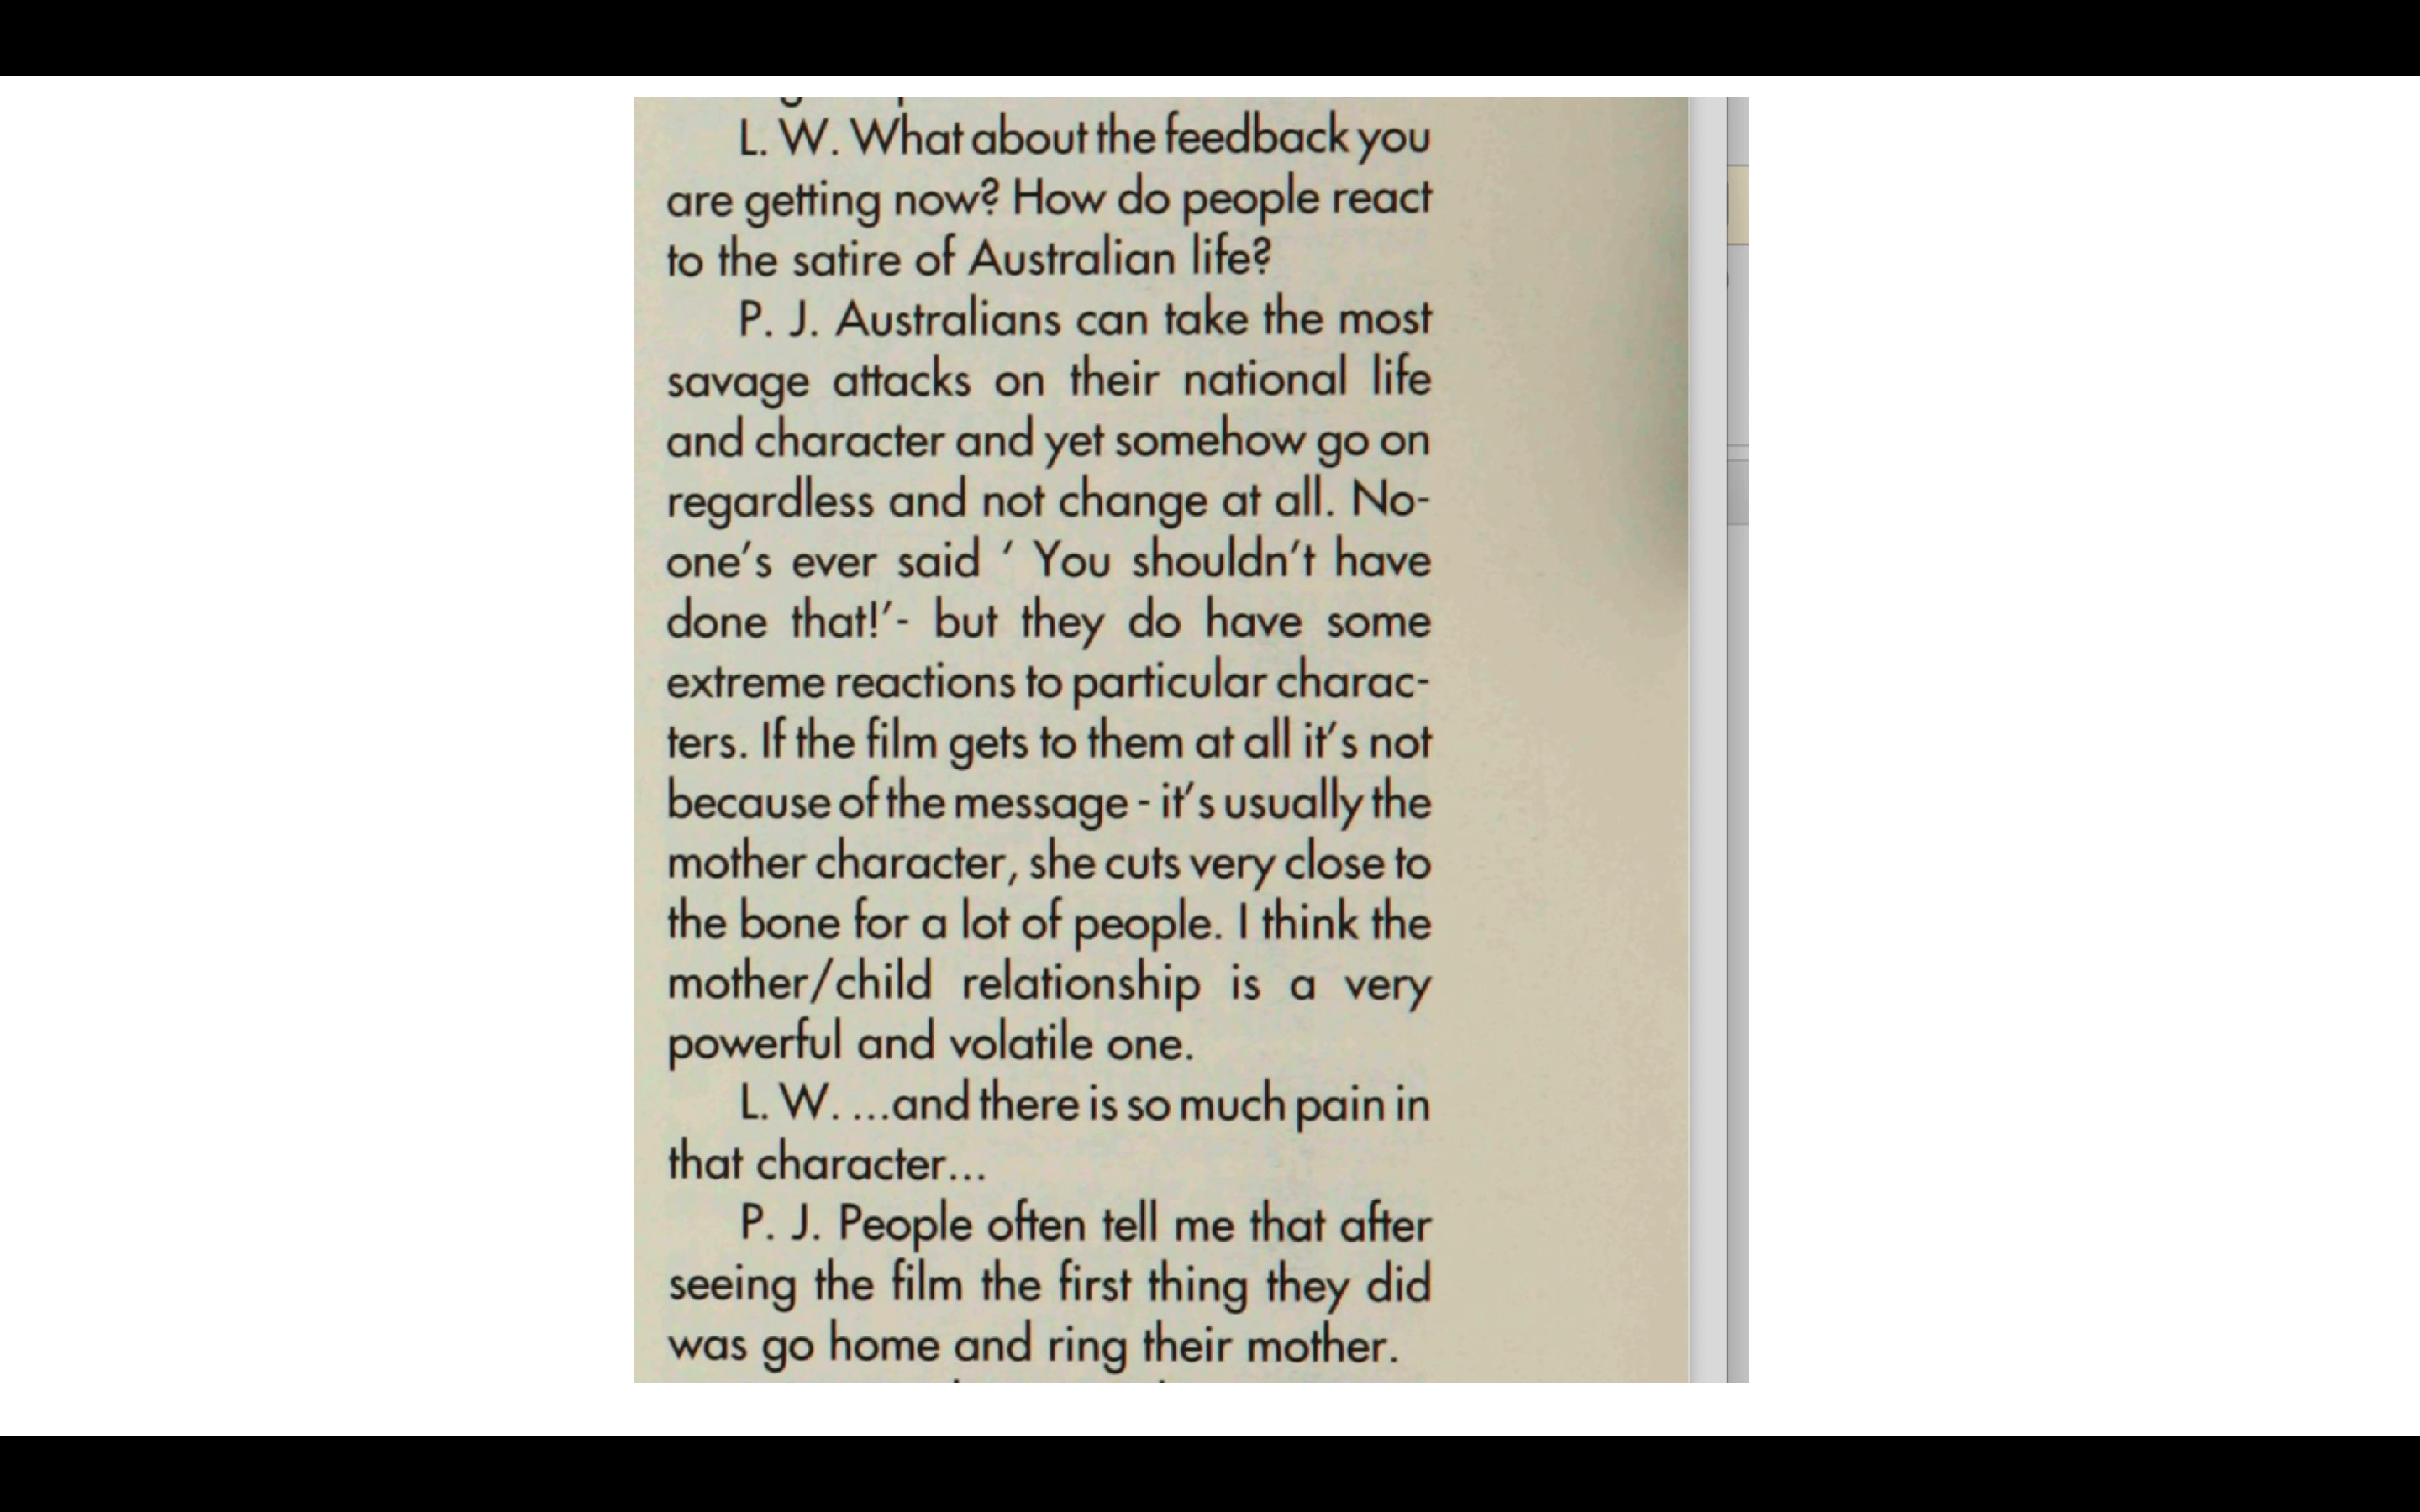 L. W. What about the feedback you
are getting now? How do people react
to the satire of Australian life?
P. J. Australians can take the most
savage attacks on their national life
and character and yet somehow go on
regardless and not change at all. No-
one's ever said ‘ You shouldn't have
done that!’- but they do have some
extreme reactions to particular charac-
ters. If the film gets to them at all it's not
because of the message - it's usually the
mother character, she cuts very close to
the bone for a lot of people. I think the
mother/child relationship is a very
powerful and volatile one.
L. W. ...and there is so much pain in
that character...
P. J. People often tell me that after
seeing the film the first thing they did
was go home and ring their mother.